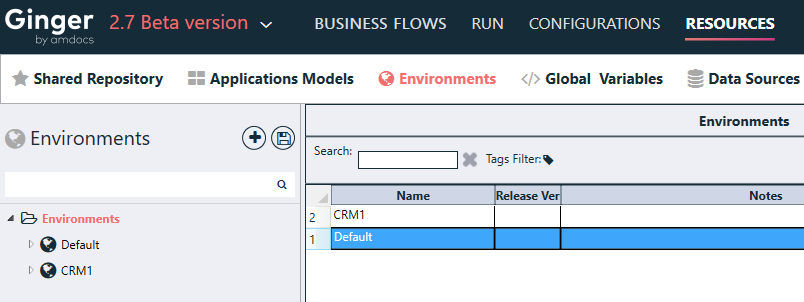 Ginger by amdocs 2.7 Beta version BUSINESS FLOWS RUN CONFIGURATIONS RESOURCES
Shared Repository Applications Models Environments </> Global Variables Data Sources
Environments
Environments
Default
CRM1
Environments
Search: Tags Filter:
Name Release Ver Notes
2 CRM1
1 Default